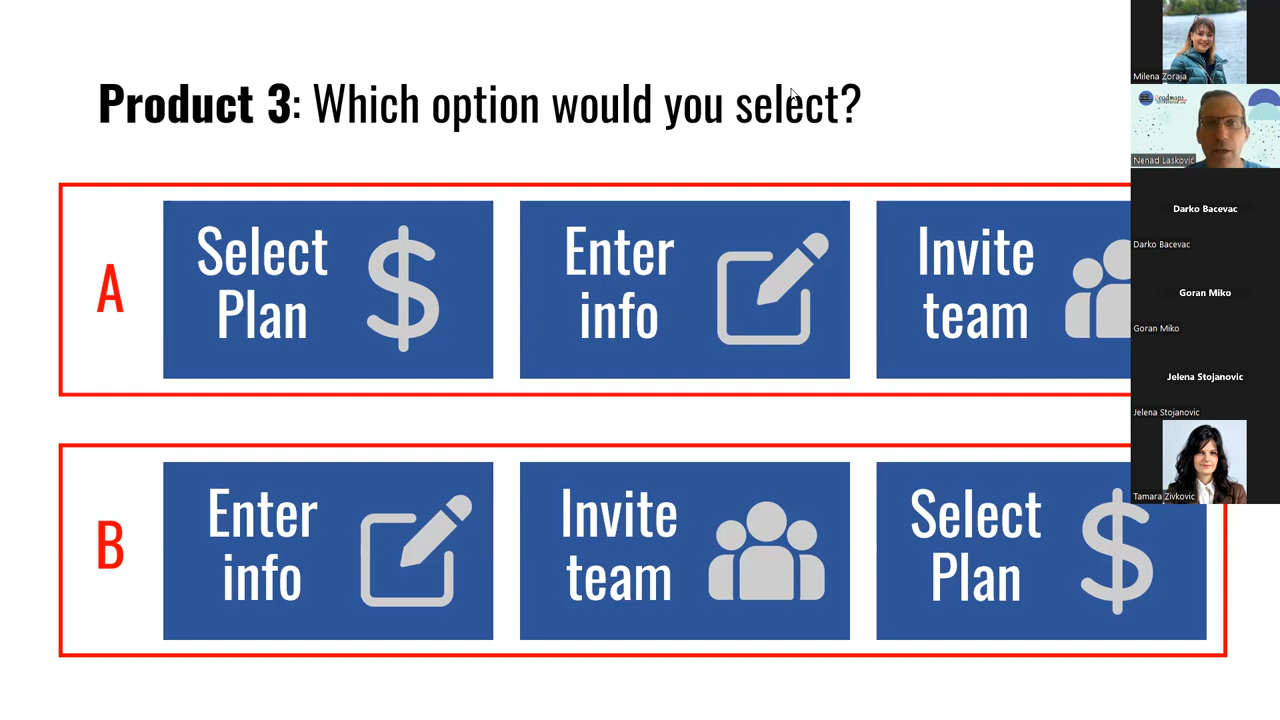 Product 3: Which option would you select?
A
Select
Plan
$
Enter
info
Invite
team
B
Enter
info
Invite
team
Select
Plan
$
Milena Zoraja
Nenad Laskovic
Darko Bacevac
Darko Bacevac
Goran Miko
Goran Miko
Jelena Stojanovic
Jelena Stojanovic
Tamara Zivkovic